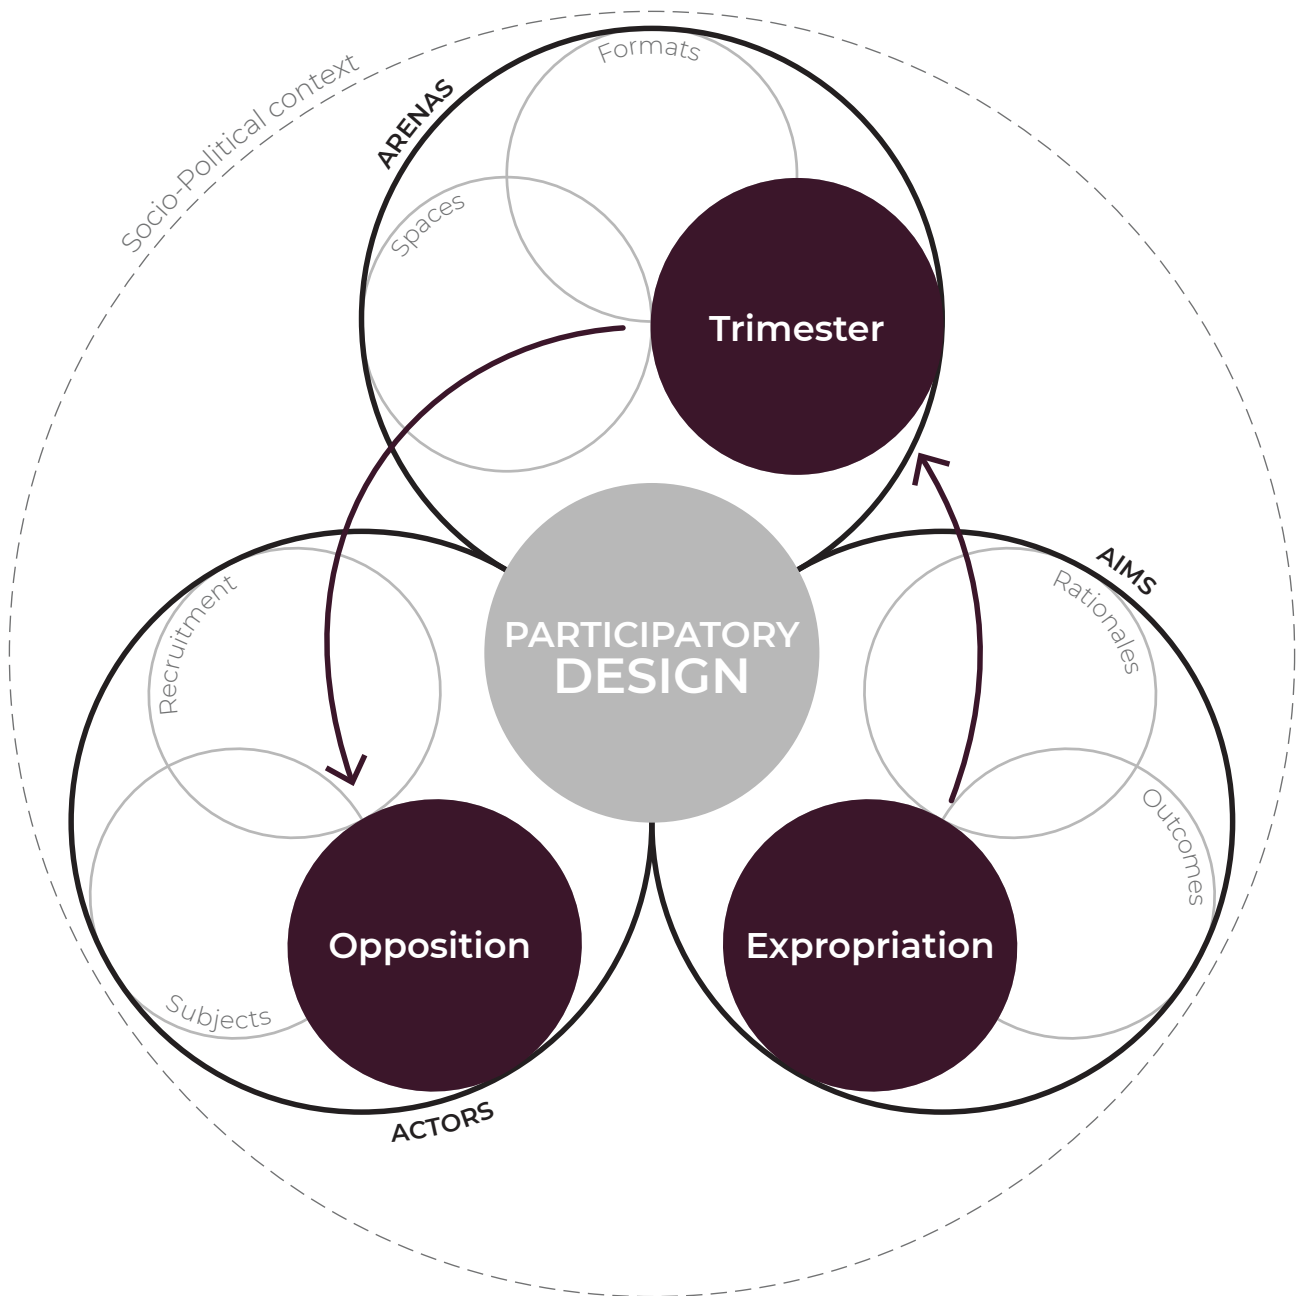 Socio-Political context
ARENAS
Formats
Spaces
Trimester
PARTICIPATORY
DESIGN
AIMS
Rationales
Outcomes
Expropriation
Recruitment
Subjects
Opposition
ACTORS